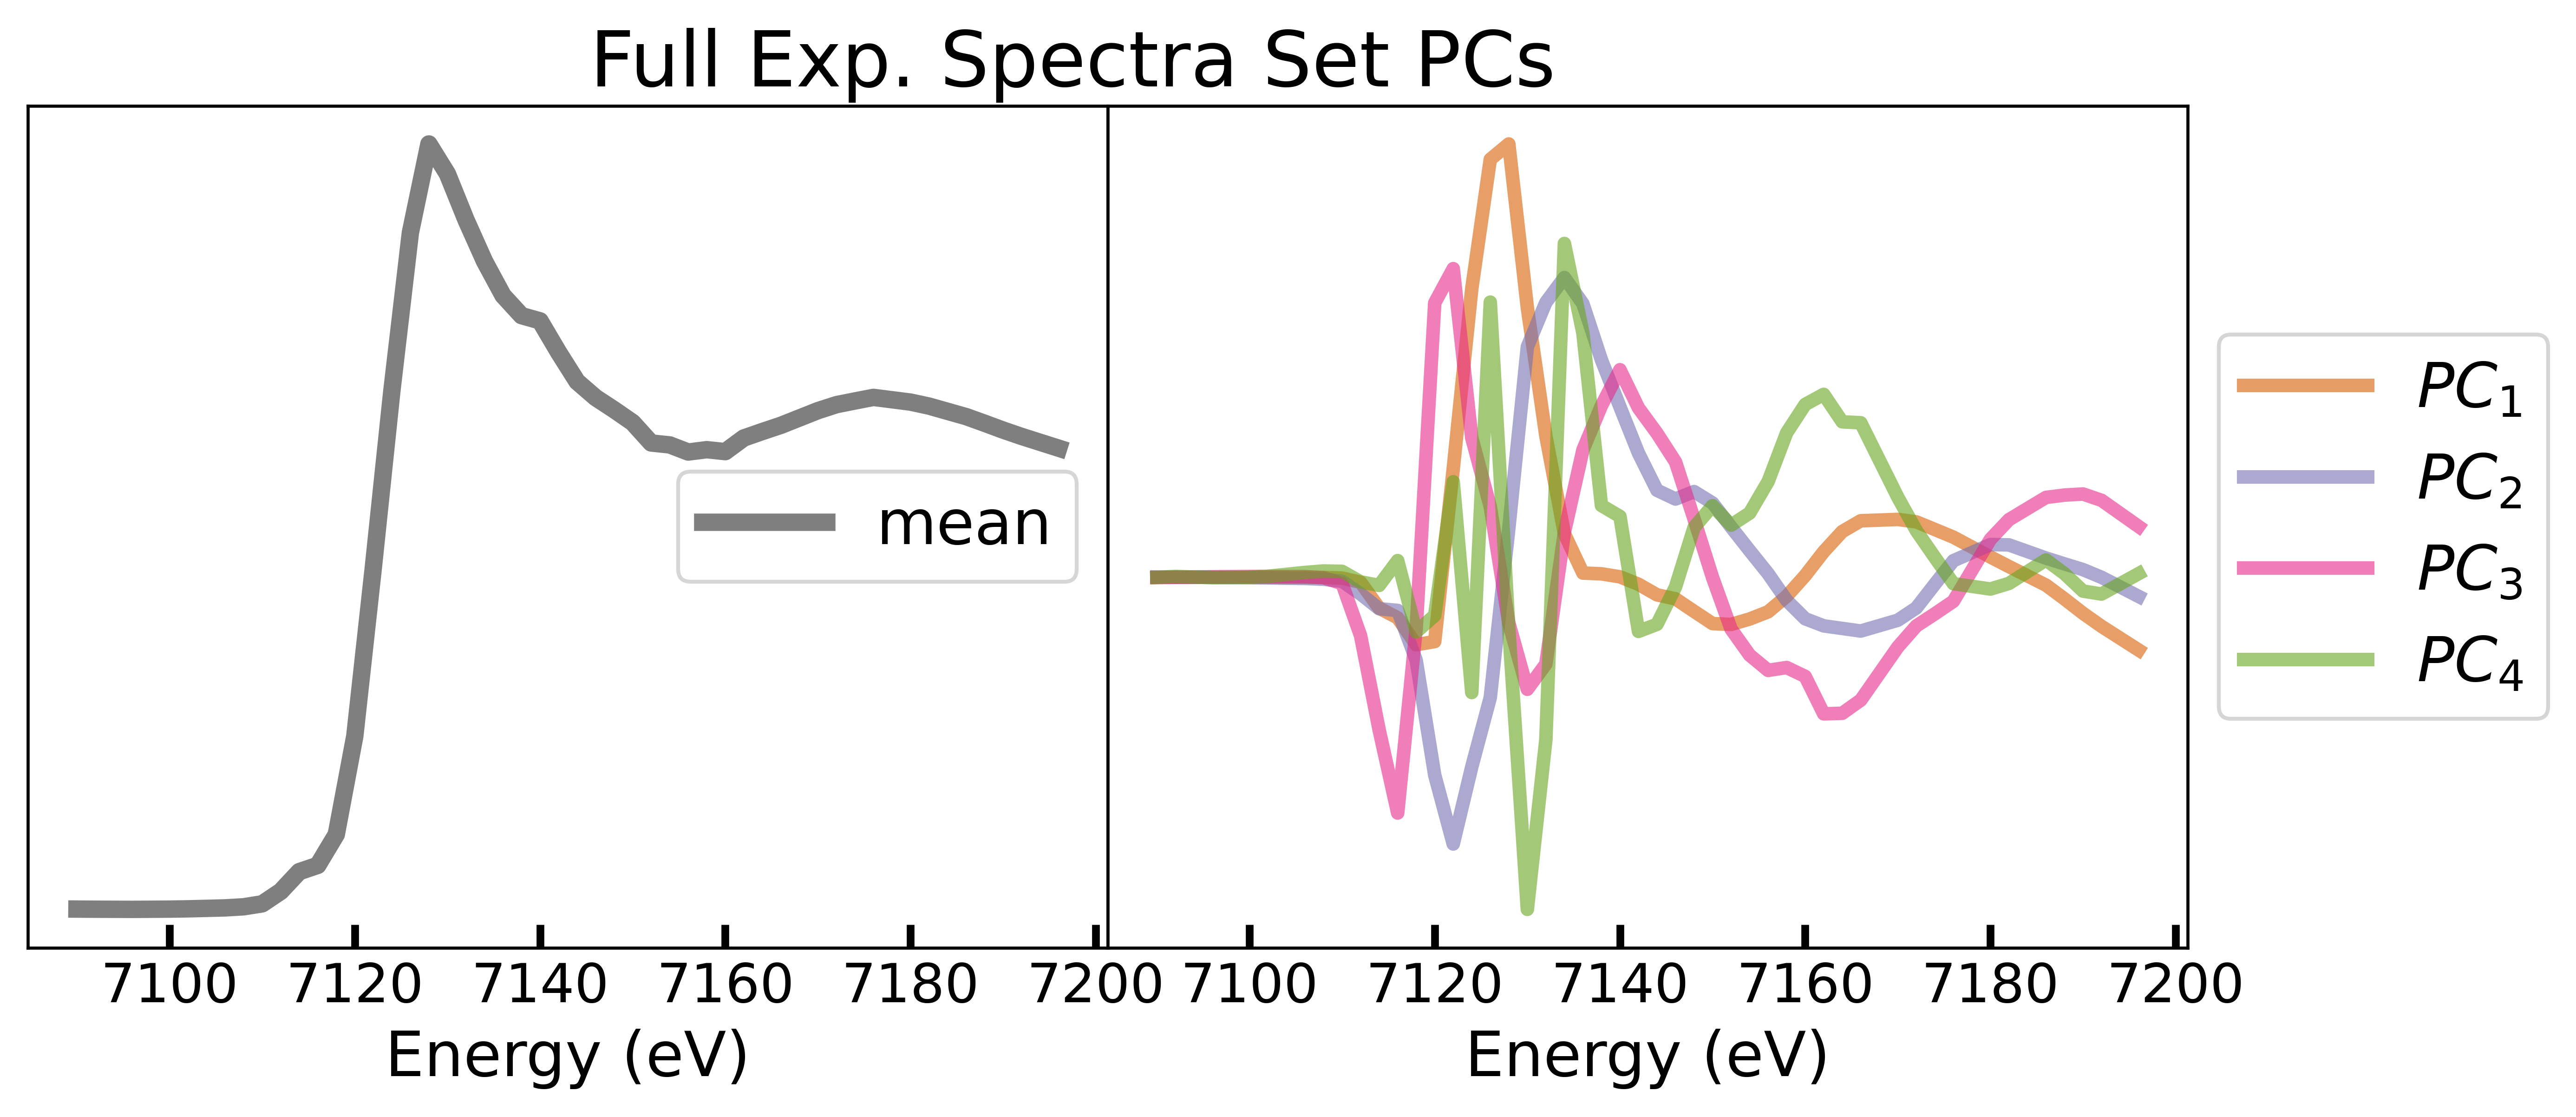 Full Exp. Spectra Set PCs
mean
PC₁
PC₂
PC₃
PC₄
7100 7120 7140 7160 7180 7200 7100 7120 7140 7160 7180 7200
Energy (eV) Energy (eV)